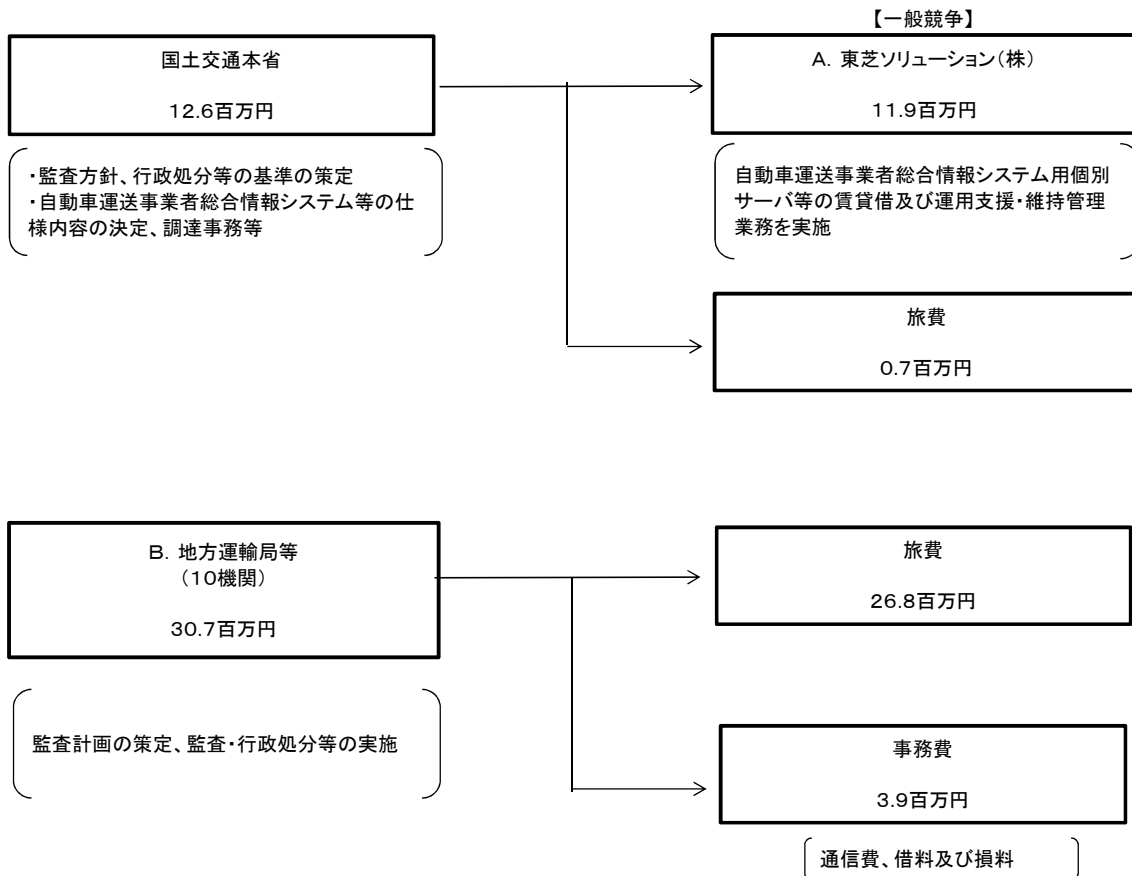 【一般競争】
国土交通本省
12.6百万円
A．東芝ソリューション（株）
11.9百万円
・監査方針、行政処分等の基準の策定
・自動車運送事業者総合情報システム等の仕
様内容の決定、調達事務等
自動車運送事業者総合情報システム用個別
サーバ等の賃貸借及び運用支援・維持管理
業務を実施
旅費
0.7百万円
B．地方運輸局等
（10機関）
30.7百万円
旅費
26.8百万円
監査計画の策定、監査・行政処分等の実施
事務費
3.9百万円
通信費、借料及び損料